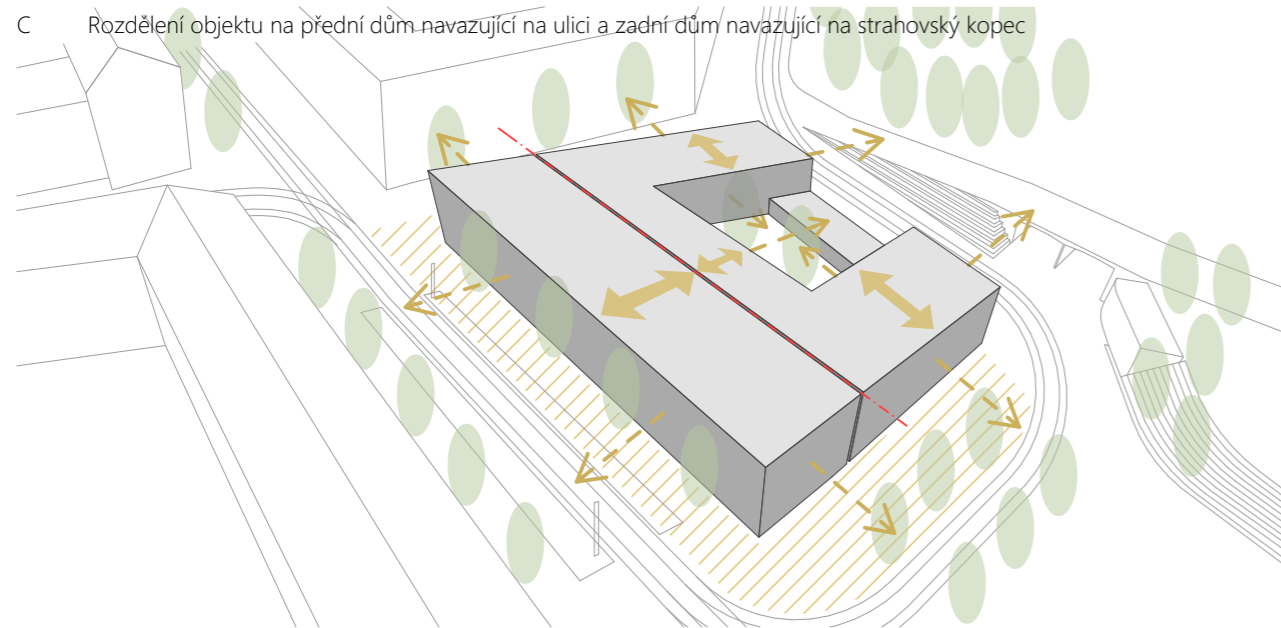 C Rozdělení objektu na přední dům navazující na ulici a zadní dům navazující na strahovský kopec